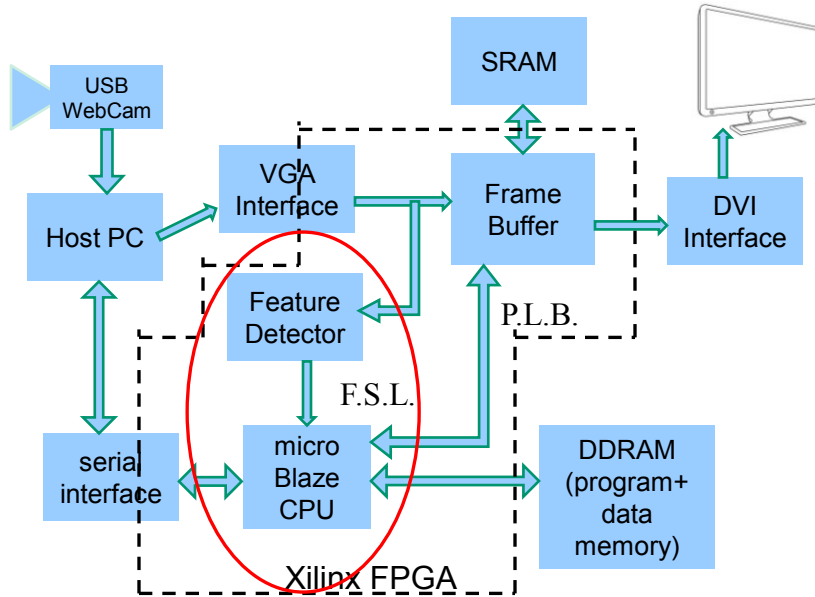 USB
WebCam
SRAM
VGA
Interface
Host PC
Frame
Buffer
DVI
Interface
Feature
Detector
P.L.B.
F.S.L.
serial
interface
micro
Blaze
CPU
DDRAM
(program+
data
memory)
Xilinx FPGA